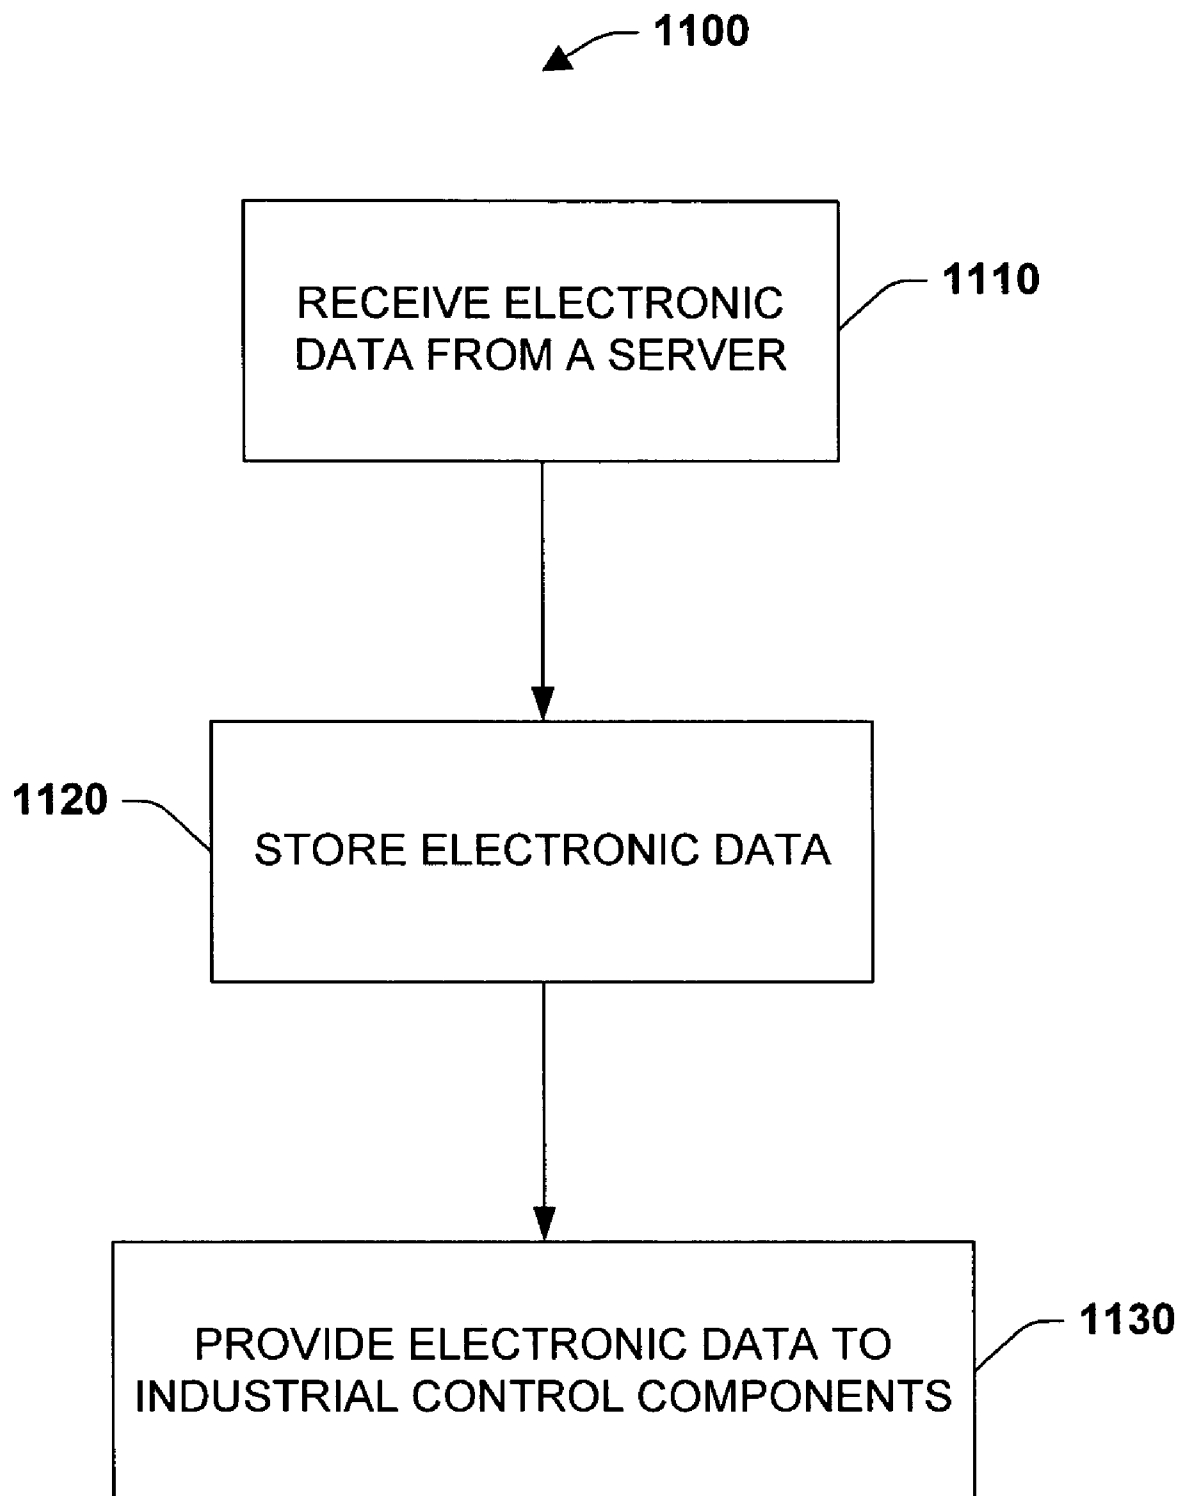 1100
RECEIVE ELECTRONIC
DATA FROM A SERVER
1110
1120
STORE ELECTRONIC DATA
PROVIDE ELECTRONIC DATA TO
INDUSTRIAL CONTROL COMPONENTS
1130